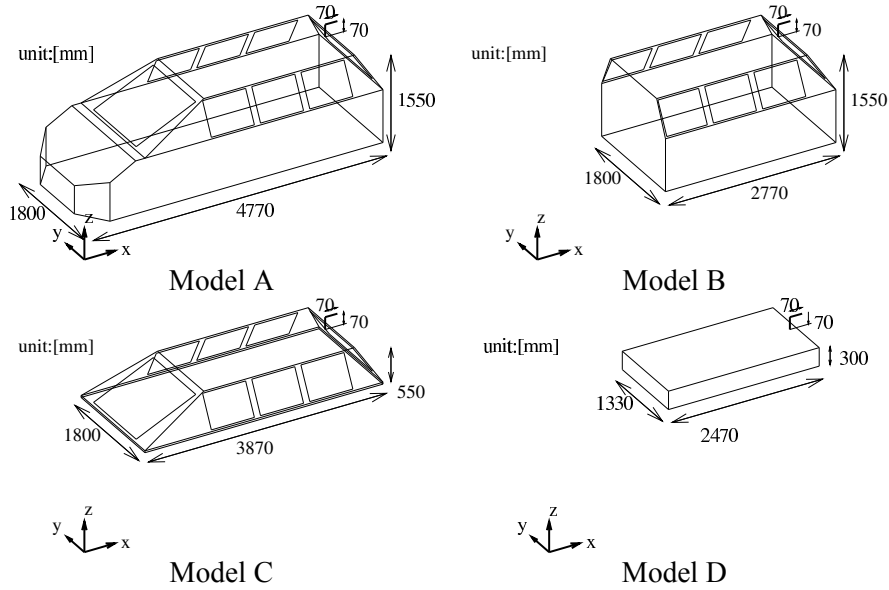 70
70
unit:[mm]
1550
1800
4770
z
y
x
Model A
70
70
unit:[mm]
1550
1800
2770
z
y
x
Model B
70
70
unit:[mm]
550
1800
3870
z
y
x
Model C
70
70
unit:[mm]
300
1330
2470
z
y
x
Model D